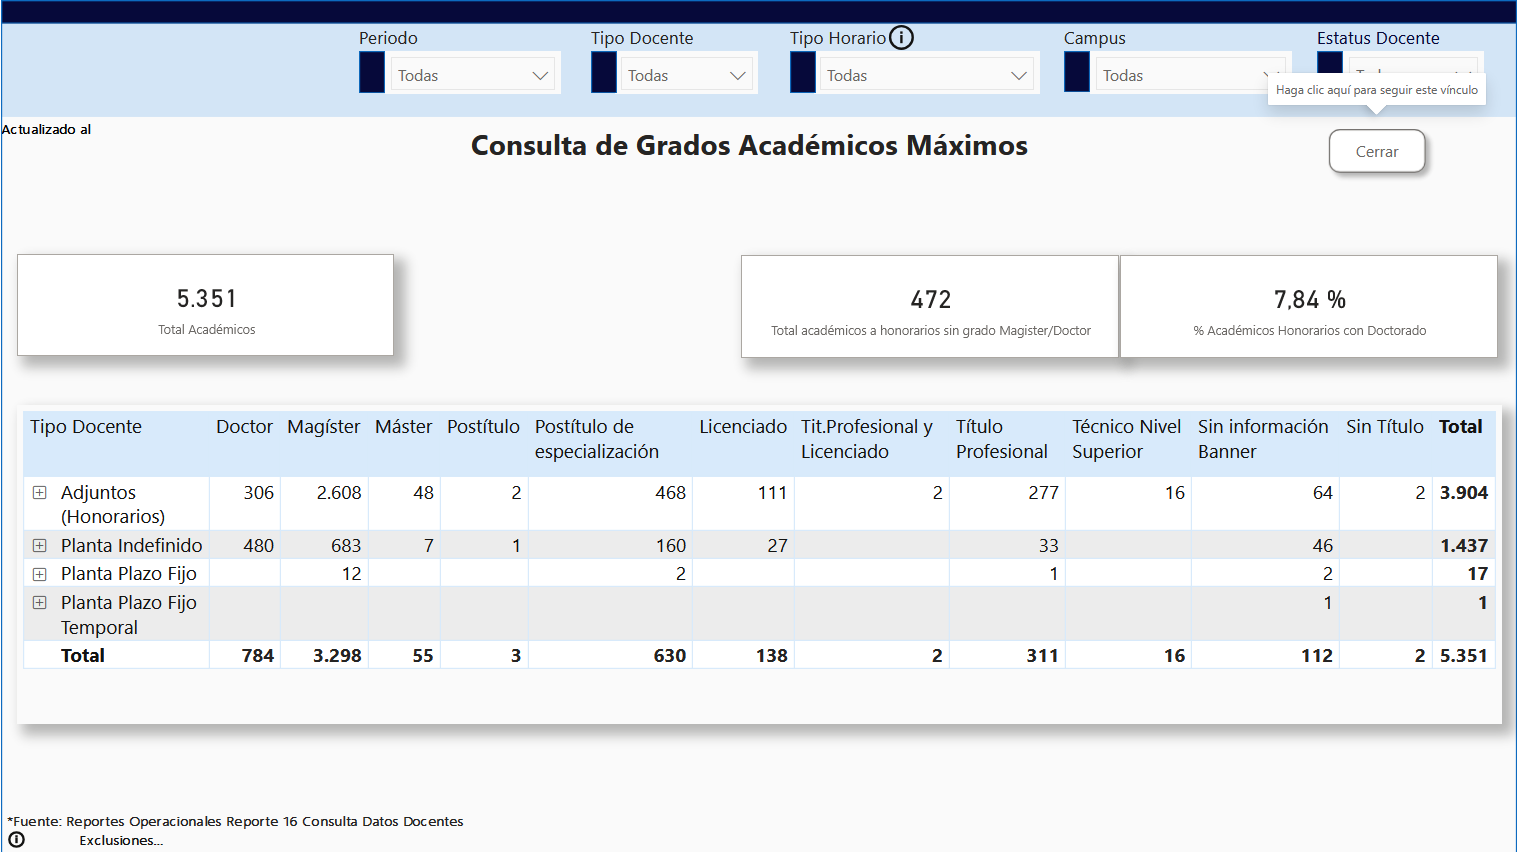 Periodo Tipo Docente Tipo Horario Campus Estatus Docente
Todas Todas Todas Todas
Haga clic aquí para seguir este vínculo
Actualizado al
Consulta de Grados Académicos Máximos
Cerrar
5.351
Total Académicos
472
Total académicos a honorarios sin grado Magister/Doctor
7,84 %
% Académicos Honorarios con Doctorado
Tipo Docente Doctor Magíster Máster Postítulo Postítulo de especialización Licenciado Tit.Profesional y Licenciado Título Profesional Técnico Nivel Superior Sin información Banner Sin Título Total
Adjuntos (Honorarios) 306 2.608 48 2 468 111 2 277 16 64 2 3.904
Planta Indefinido 480 683 7 1 160 27 33 46 1.437
Planta Plazo Fijo 12 2 1 2 17
Planta Plazo Fijo Temporal 1 1
Total 784 3.298 55 3 630 138 2 311 16 112 2 5.351
*Fuente: Reportes Operacionales Reporte 16 Consulta Datos Docentes
Exclusiones...